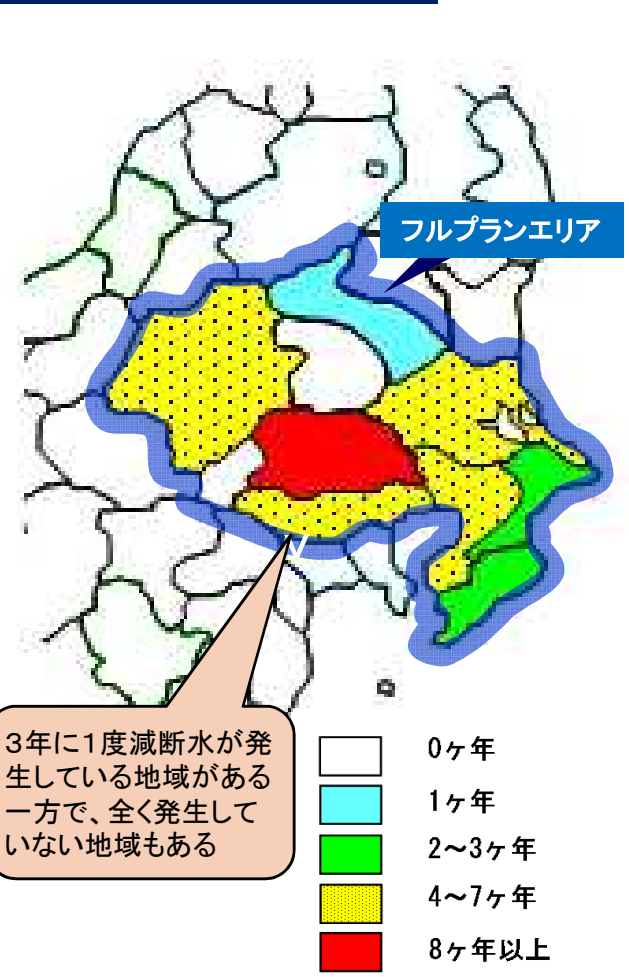 フルプランエリア
３年に１度減断水が発
生している地域がある
一方で、全く発生して
いない地域もある
0ヶ年
1ヶ年
2～3ヶ年
4～7ヶ年
8ヶ年以上